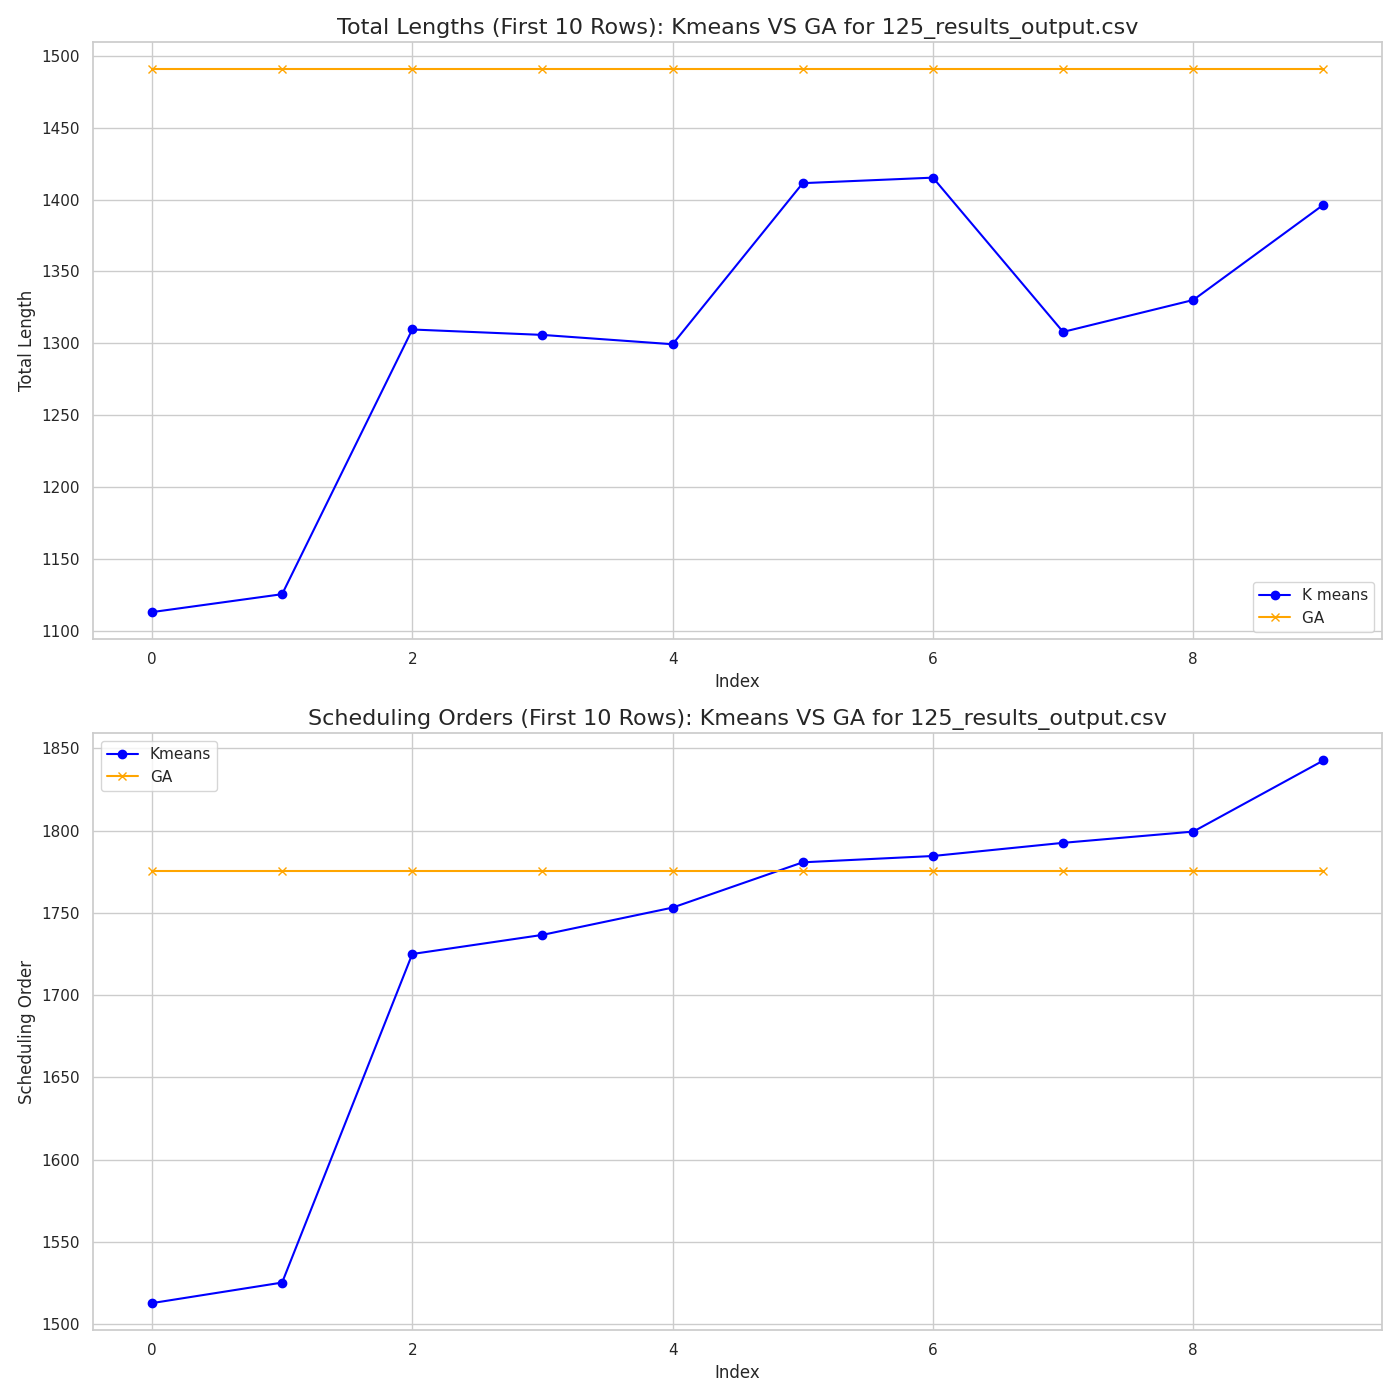 Total Lengths (First 10 Rows): Kmeans VS GA for 125_results_output.csv
1500
1450
1400
1350
1300
1250
1200
1150
1100
Total Length
K means
GA
0 2 4 6 8
Index
Scheduling Orders (First 10 Rows): Kmeans VS GA for 125_results_output.csv
Kmeans
GA
1850
1800
1750
1700
1650
1600
1550
1500
Scheduling Order
0 2 4 6 8
Index